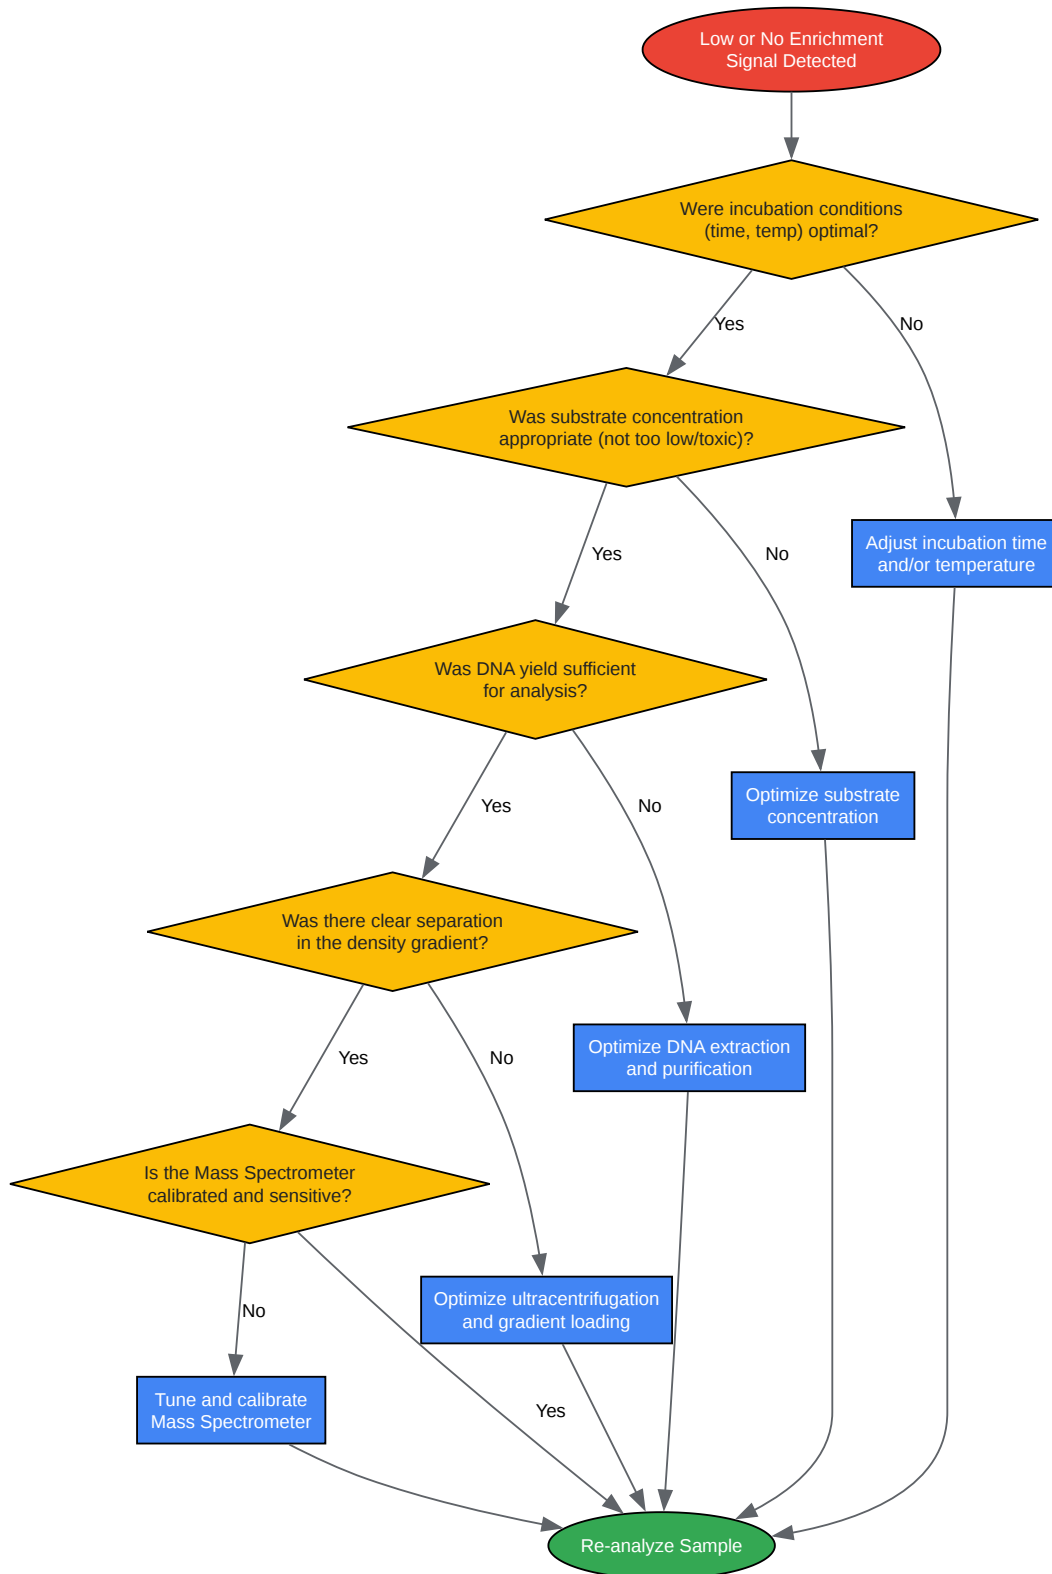 Low or No Enrichment
Signal Detected
Were incubation conditions
(time, temp) optimal?
Yes
No
Was substrate concentration
appropriate (not too low/toxic)?
Yes
No
Adjust incubation time
and/or temperature
Was DNA yield sufficient
for analysis?
Yes
No
Optimize substrate
concentration
Was there clear separation
in the density gradient?
Yes
No
Optimize DNA extraction
and purification
Is the Mass Spectrometer
calibrated and sensitive?
No
Yes
Optimize ultracentrifugation
and gradient loading
Tune and calibrate
Mass Spectrometer
Re-analyze Sample